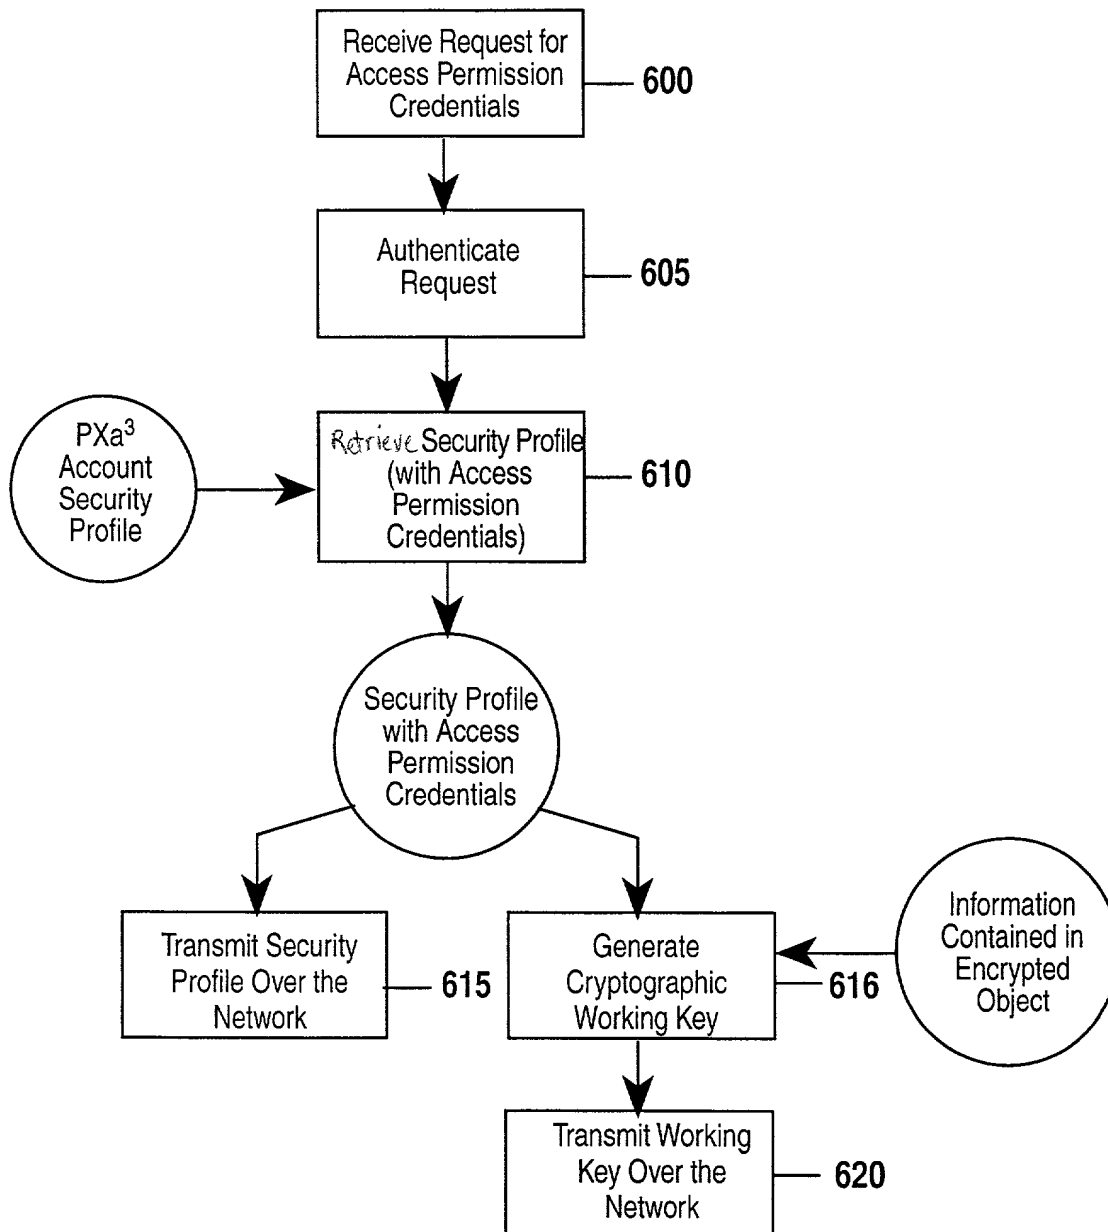 Receive Request for
Access Permission
Credentials
600
Authenticate
Request
605
PXa³
Account
Security
Profile
Retrieve Security Profile
(with Access
Permission
Credentials)
610
Security Profile
with Access
Permission
Credentials
Transmit Security
Profile Over the
Network
615
Generate
Cryptographic
Working Key
616
Information
Contained in
Encrypted
Object
Transmit Working
Key Over the
Network
620